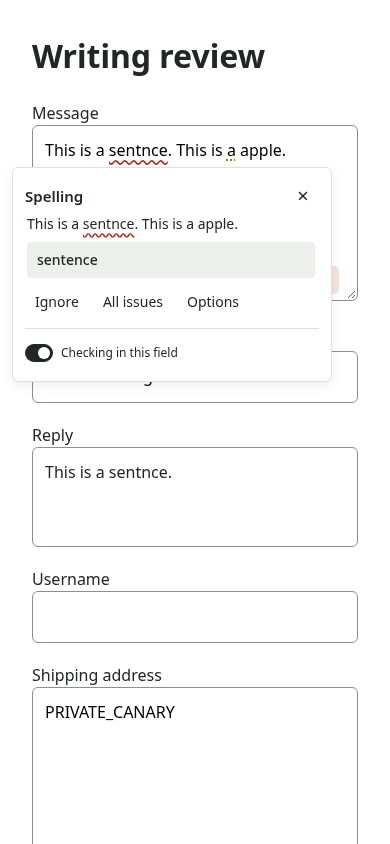 Writing review
Message
This is a sentnce. This is a apple.
Spelling
This is a sentnce. This is a apple.
sentence
Ignore All issues Options
Checking in this field
Reply
This is a sentnce.
Username
Shipping address
PRIVATE_CANARY